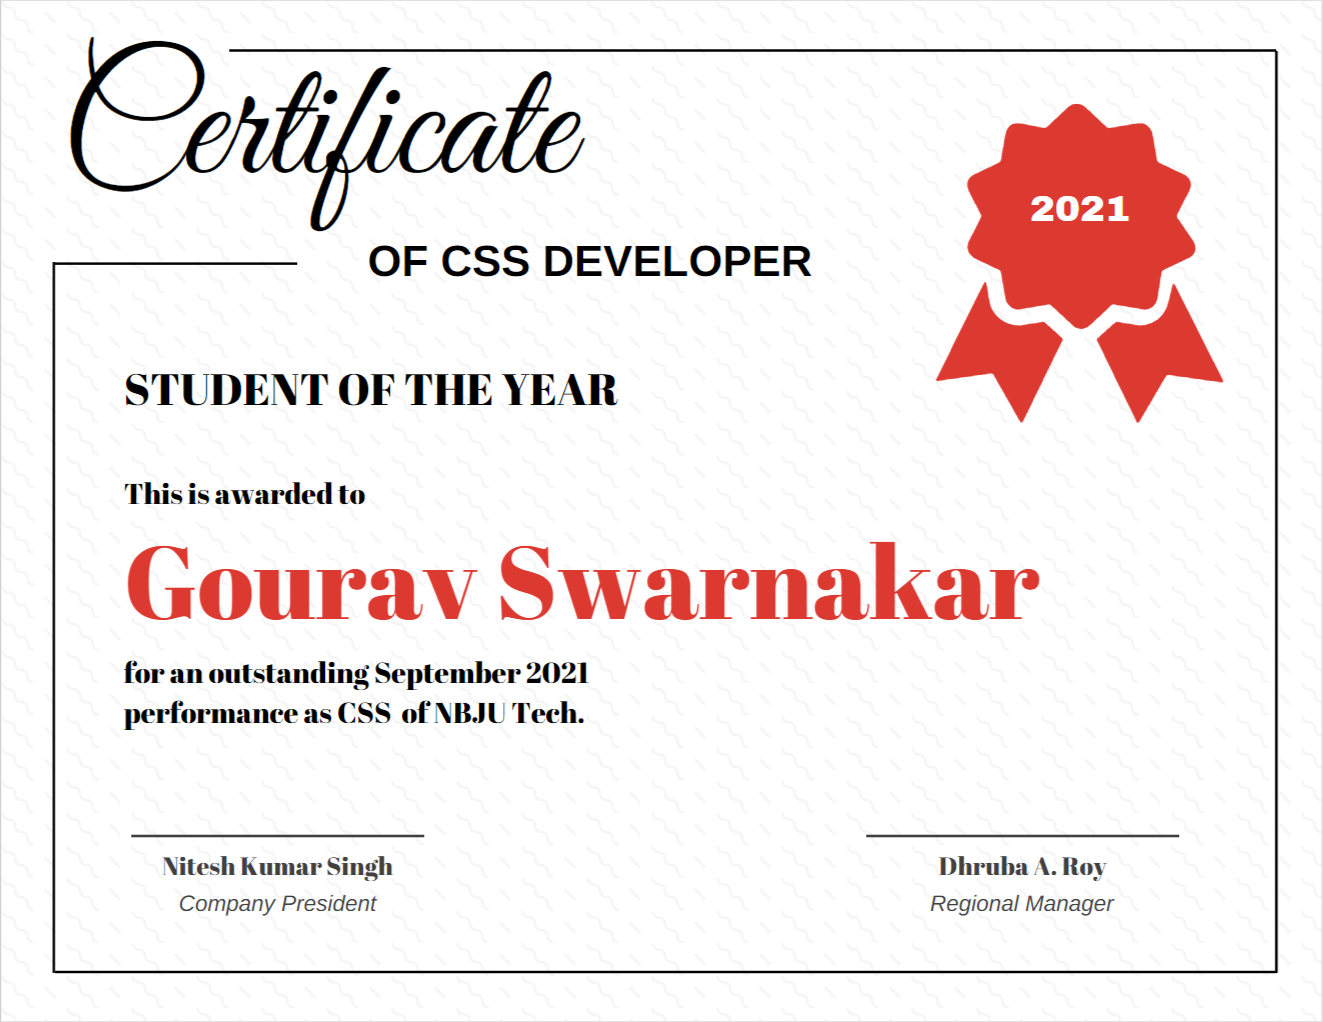 Certificate
OF CSS DEVELOPER
2021
STUDENT OF THE YEAR
This is awarded to
Gourav Swarnakar
for an outstanding September 2021
performance as CSS of NBJU Tech.
Nitesh Kumar Singh
Company President
Dhruba A. Roy
Regional Manager